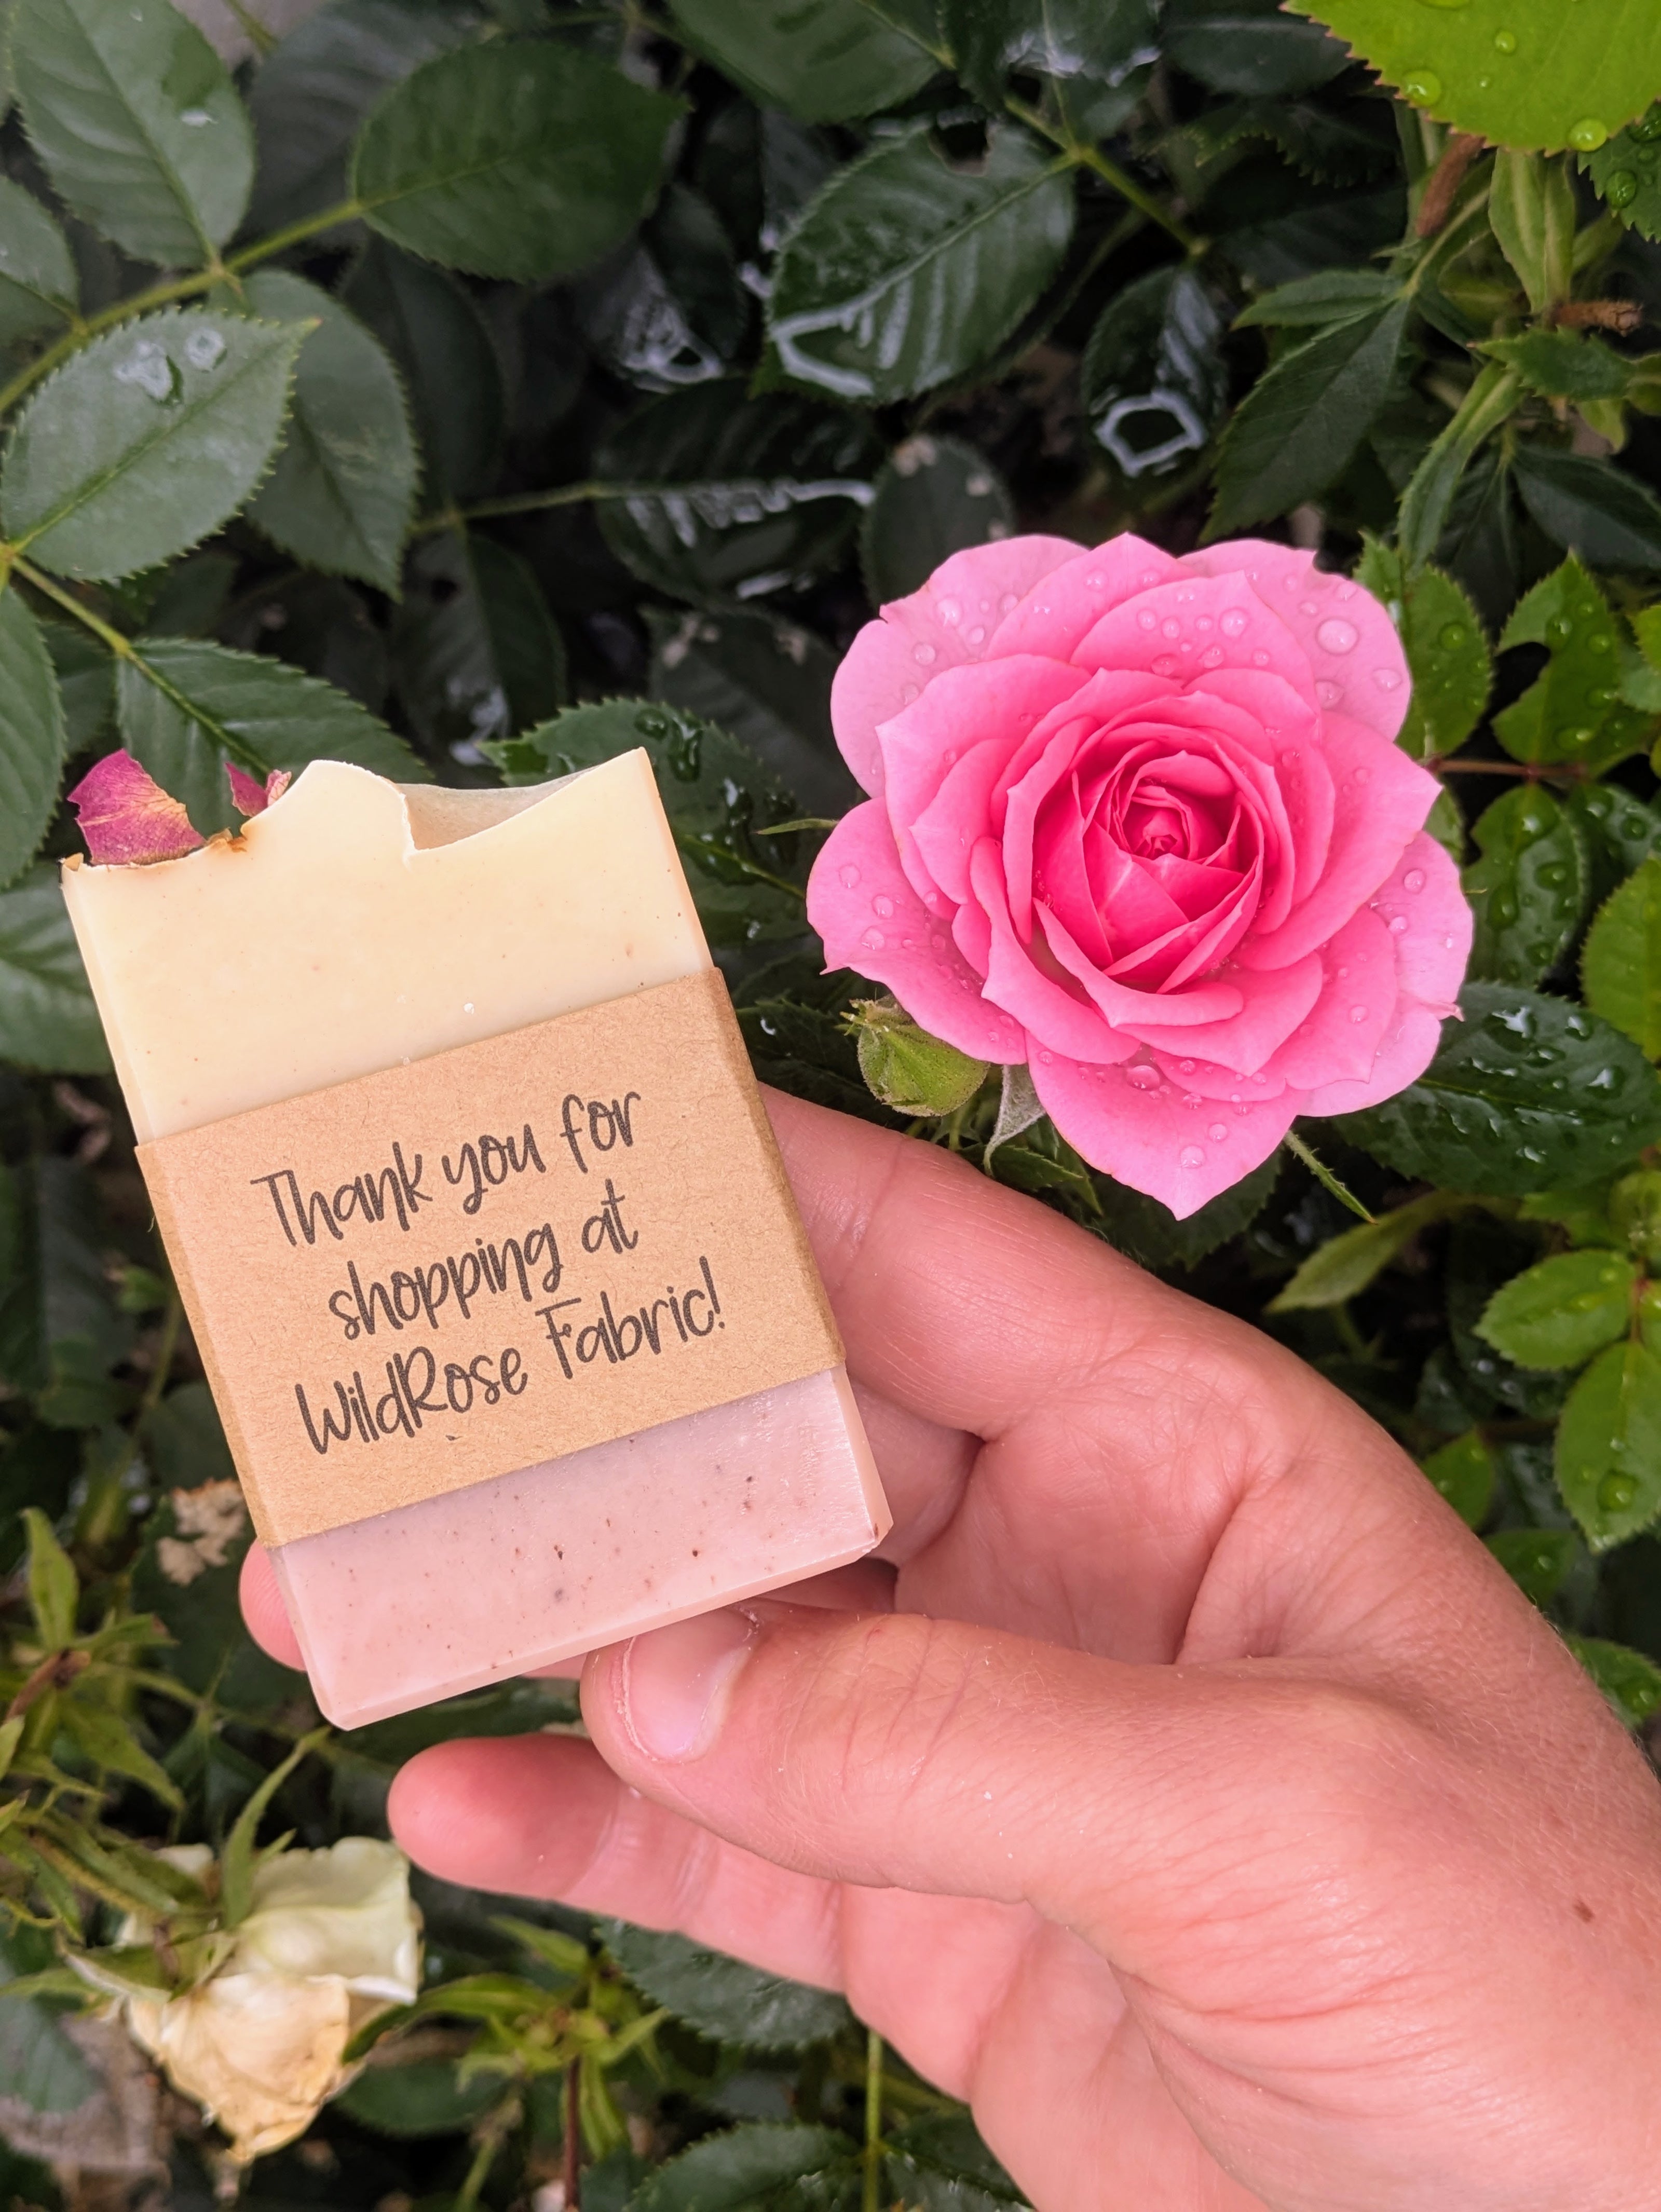 Thank you for
shopping at
WildRose Fabric!